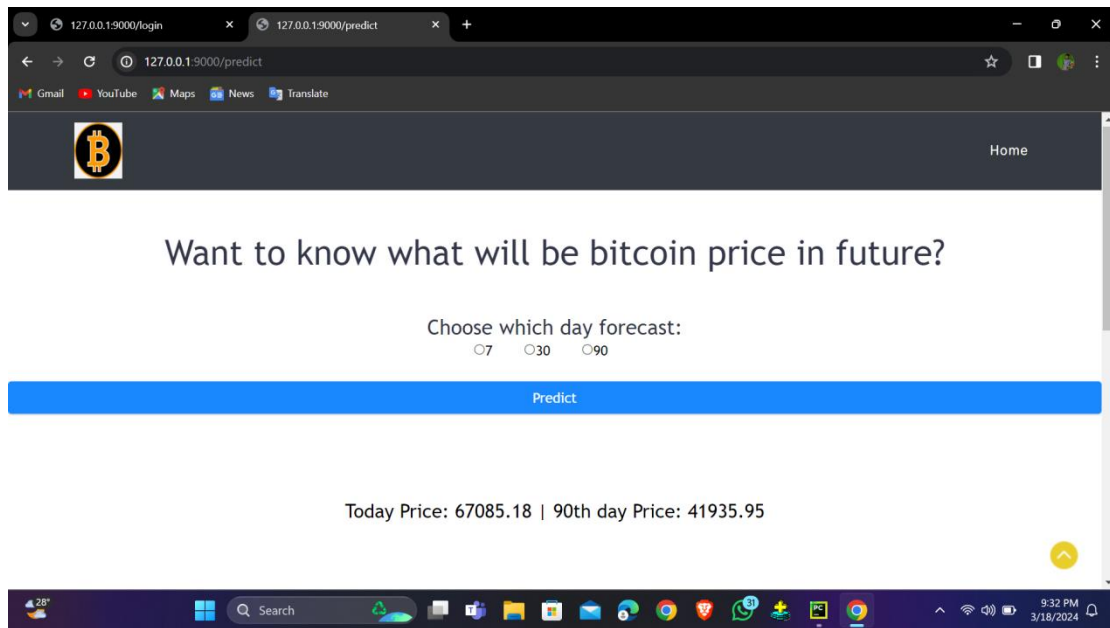 127.0.0.1:9000/login
127.0.0.1:9000/predict
127.0.0.1:9000/predict
Gmail YouTube Maps News Translate
Home
Want to know what will be bitcoin price in future?
Choose which day forecast:
7 30 90
Predict
Today Price: 67085.18 | 90th day Price: 41935.95
28°
Search
31
PC
9:32 PM
3/18/2024